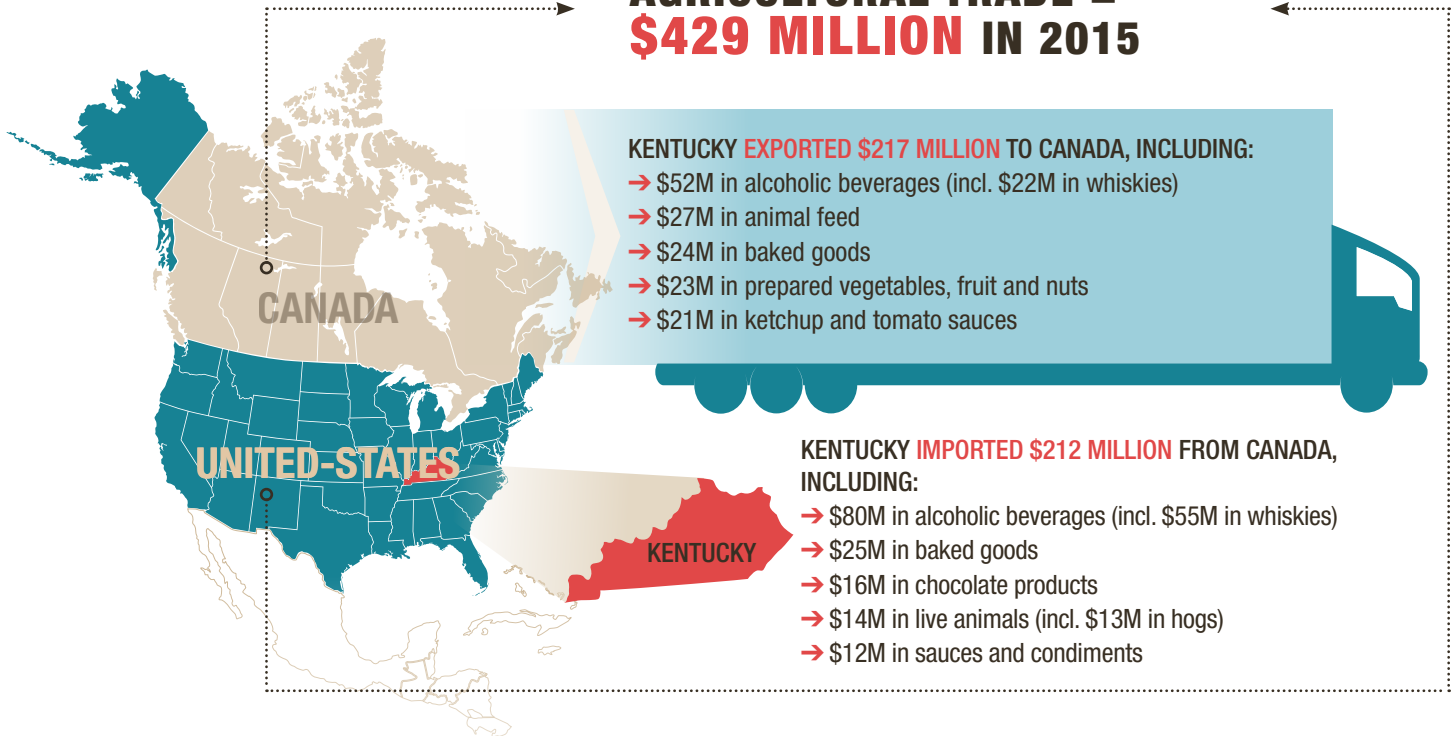 AGRICULTURAL TRADE =
$429 MILLION IN 2015
KENTUCKY EXPORTED $217 MILLION TO CANADA, INCLUDING:
→ $52M in alcoholic beverages (incl. $22M in whiskies)
→ $27M in animal feed
→ $24M in baked goods
→ $23M in prepared vegetables, fruit and nuts
→ $21M in ketchup and tomato sauces
CANADA
UNITED-STATES
KENTUCKY
KENTUCKY IMPORTED $212 MILLION FROM CANADA,
INCLUDING:
→ $80M in alcoholic beverages (incl. $55M in whiskies)
→ $25M in baked goods
→ $16M in chocolate products
→ $14M in live animals (incl. $13M in hogs)
→ $12M in sauces and condiments